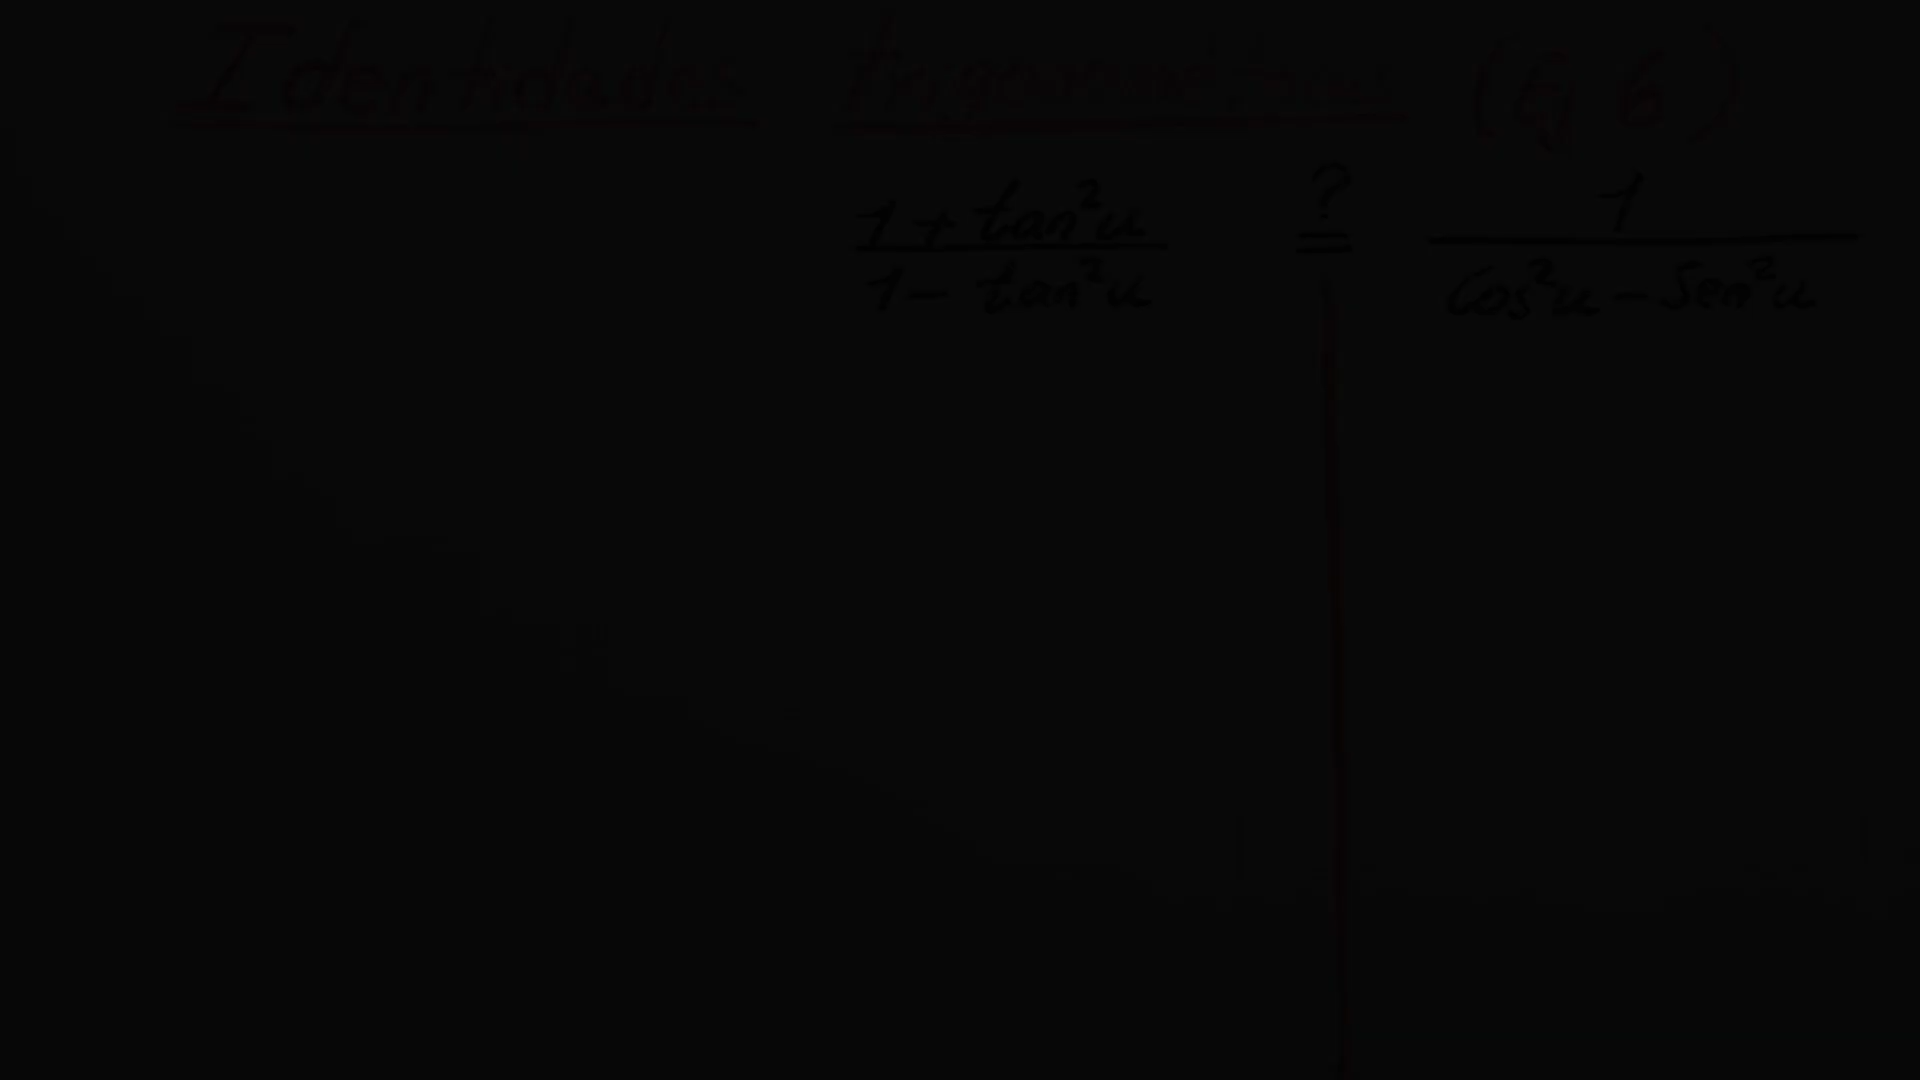 Identidades trigonométricas (Ej 6)
1 + tan²u ? 1
= 
1 - tan²u cos²u - Sen²u